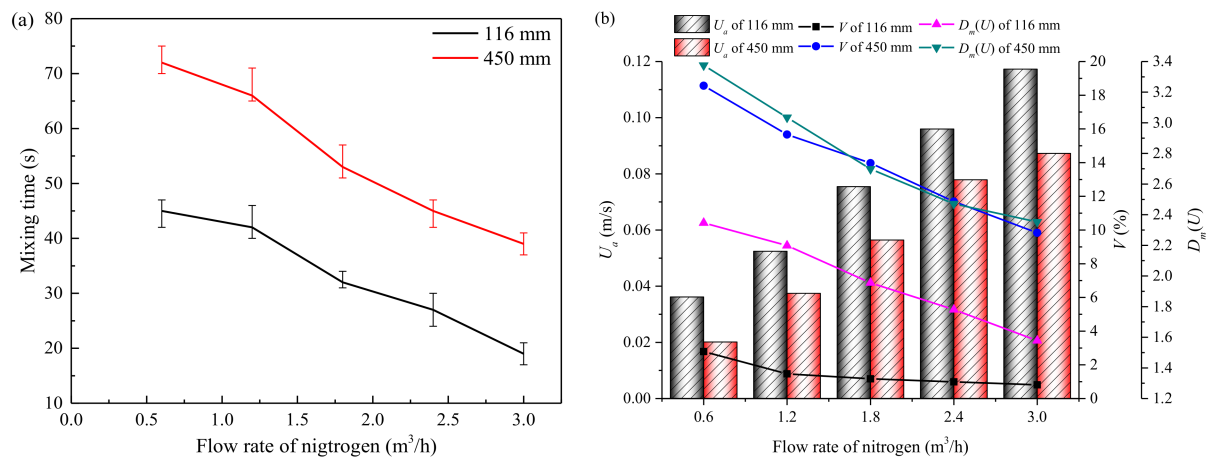 (a)
116 mm
450 mm
80
70
60
50
40
30
20
10
Mixing time (s)
0.0 0.5 1.0 1.5 2.0 2.5 3.0
Flow rate of nigtrogen (m³/h)
(b)
Uₐ of 116 mm V of 116 mm Dₘ(U) of 116 mm
Uₐ of 450 mm V of 450 mm Dₘ(U) of 450 mm
0.12
0.10
0.08
0.06
0.04
0.02
0.00
Uₐ (m/s)
20
18
16
14
12
10
8
6
4
2
0
V (%)
3.4
3.2
3.0
2.8
2.6
2.4
2.2
2.0
1.8
1.6
1.4
1.2
Dₘ(U)
0.6 1.2 1.8 2.4 3.0
Flow rate of nitrogen (m³/h)